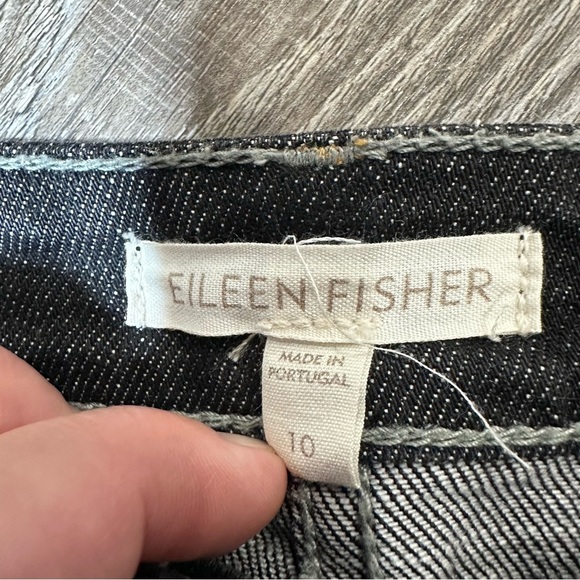 EILEEN FISHER
MADE IN
PORTUGAL
10